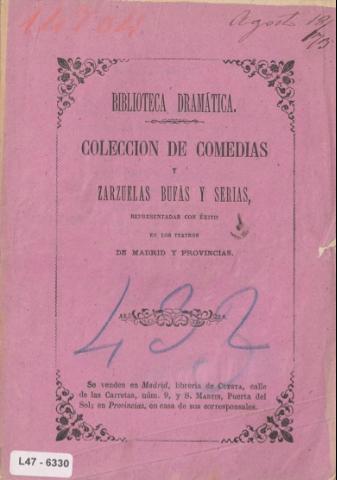 14704
Agosto 19/75
BIBLIOTECA DRAMÁTICA.
COLECCION DE COMEDIAS
Y
ZARZUELAS BUFAS Y SERIAS,
REPRESENTADAS CON ÉXITO
EN LOS TEATROS
DE MADRID Y PROVINCIAS.
492
Se venden en Madrid, librería de CUESTA, calle
de las Carretas, núm. 9, y S. MARTIN, Puerta del
Sol; en Provincias, en casa de sus corresponsales.
L47 - 6330